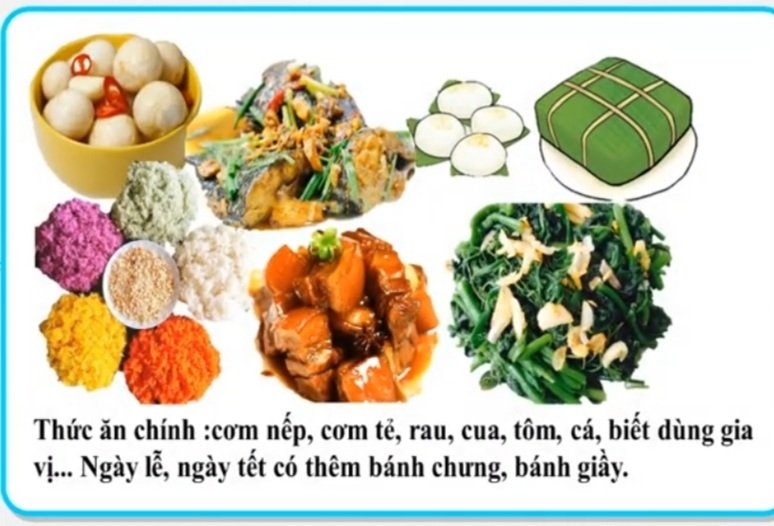 Thức ăn chính :cơm nếp, cơm tẻ, rau, cua, tôm, cá, biết dùng gia
vị... Ngày lễ, ngày tết có thêm bánh chưng, bánh giầy.